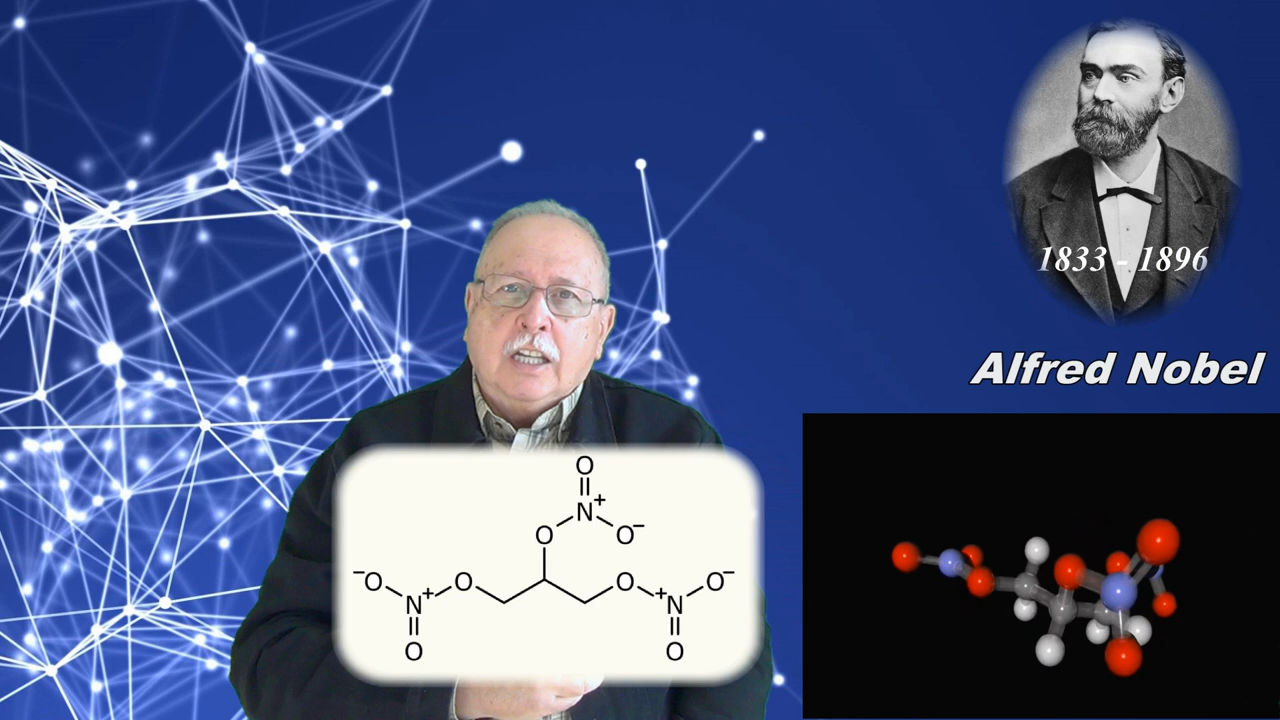 1833 - 1896
Alfred Nobel
O
N+
O
O−
−O
O
O
O−
N+
+N
O
O